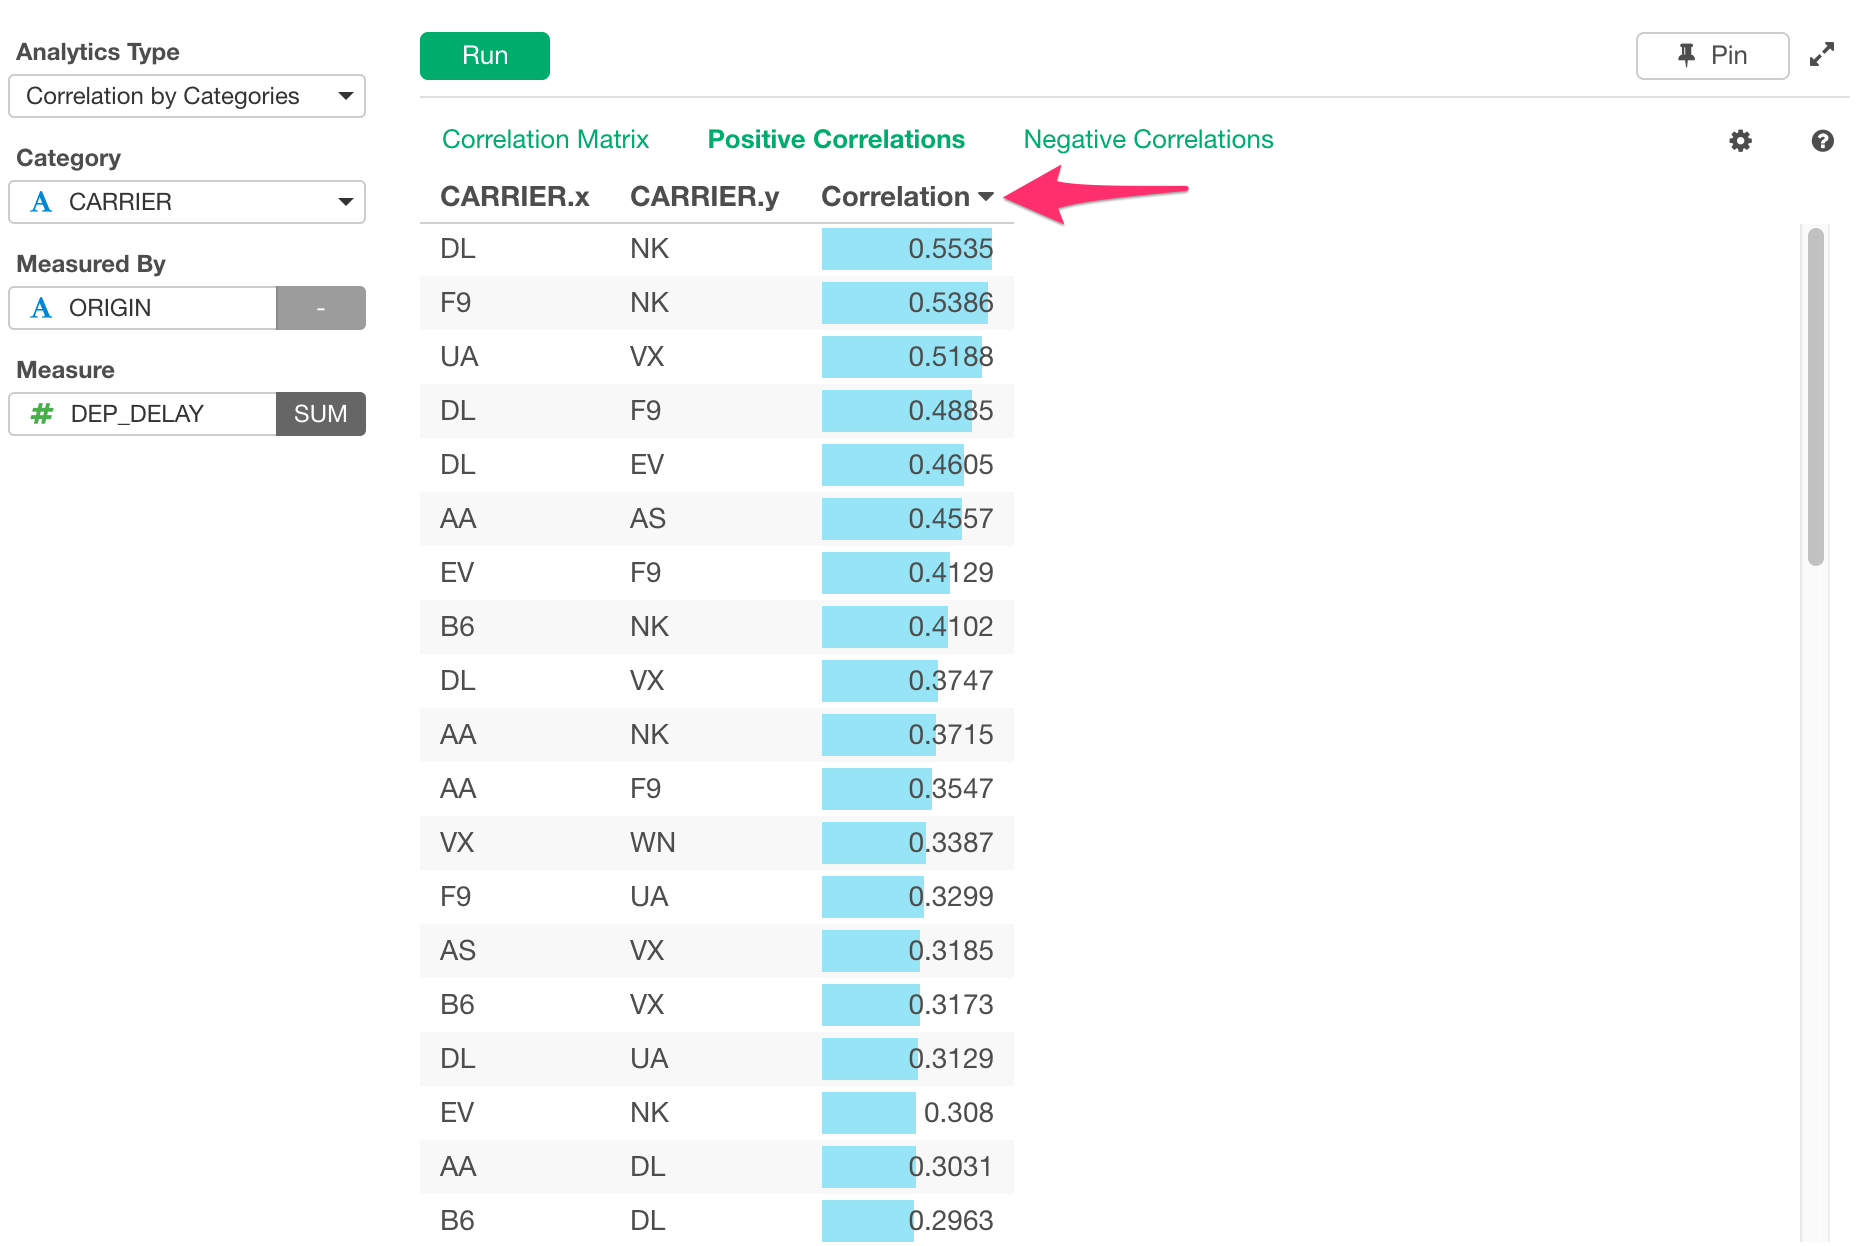 Analytics Type
Correlation by Categories
Category
A CARRIER
Measured By
A ORIGIN -
Measure
# DEP_DELAY SUM
Run
Pin
Correlation Matrix Positive Correlations Negative Correlations
CARRIER.x CARRIER.y Correlation
DL NK 0.5535
F9 NK 0.5386
UA VX 0.5188
DL F9 0.4885
DL EV 0.4605
AA AS 0.4557
EV F9 0.4129
B6 NK 0.4102
DL VX 0.3747
AA NK 0.3715
AA F9 0.3547
VX WN 0.3387
F9 UA 0.3299
AS VX 0.3185
B6 VX 0.3173
DL UA 0.3129
EV NK 0.308
AA DL 0.3031
B6 DL 0.2963